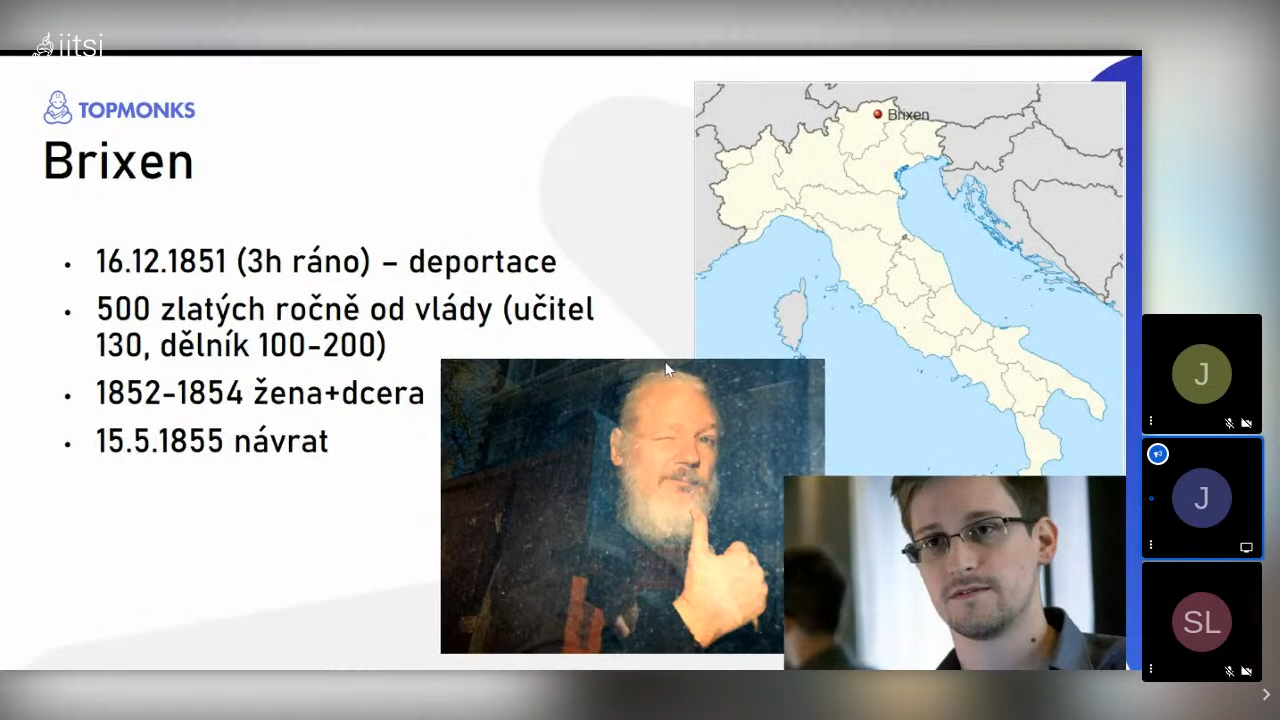 jitsi
TOPMONKS
Brixen
Brixen
• 16.12.1851 (3h ráno) – deportace
• 500 zlatých ročně od vlády (učitel
130, dělník 100-200)
• 1852-1854 žena+dcera
• 15.5.1855 návrat
J
J
SL